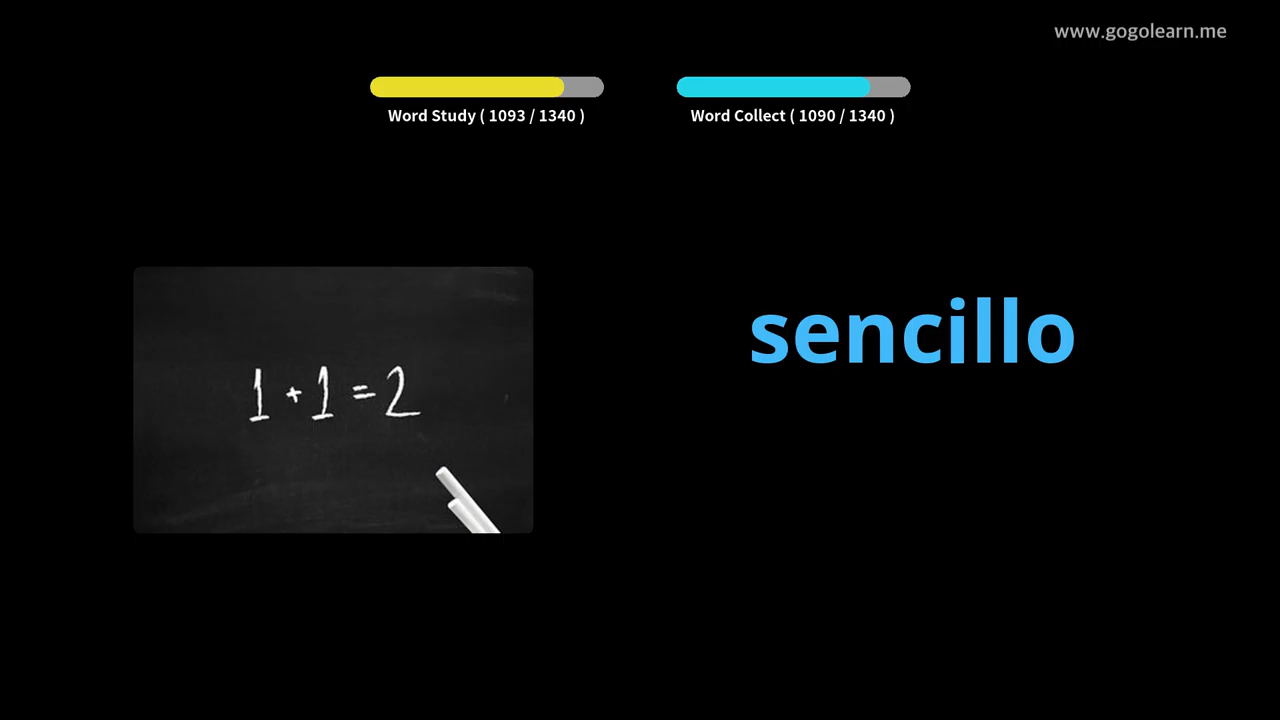 www.gogolearn.me
Word Study ( 1093 / 1340 )
Word Collect ( 1090 / 1340 )
sencillo
1 + 1 = 2